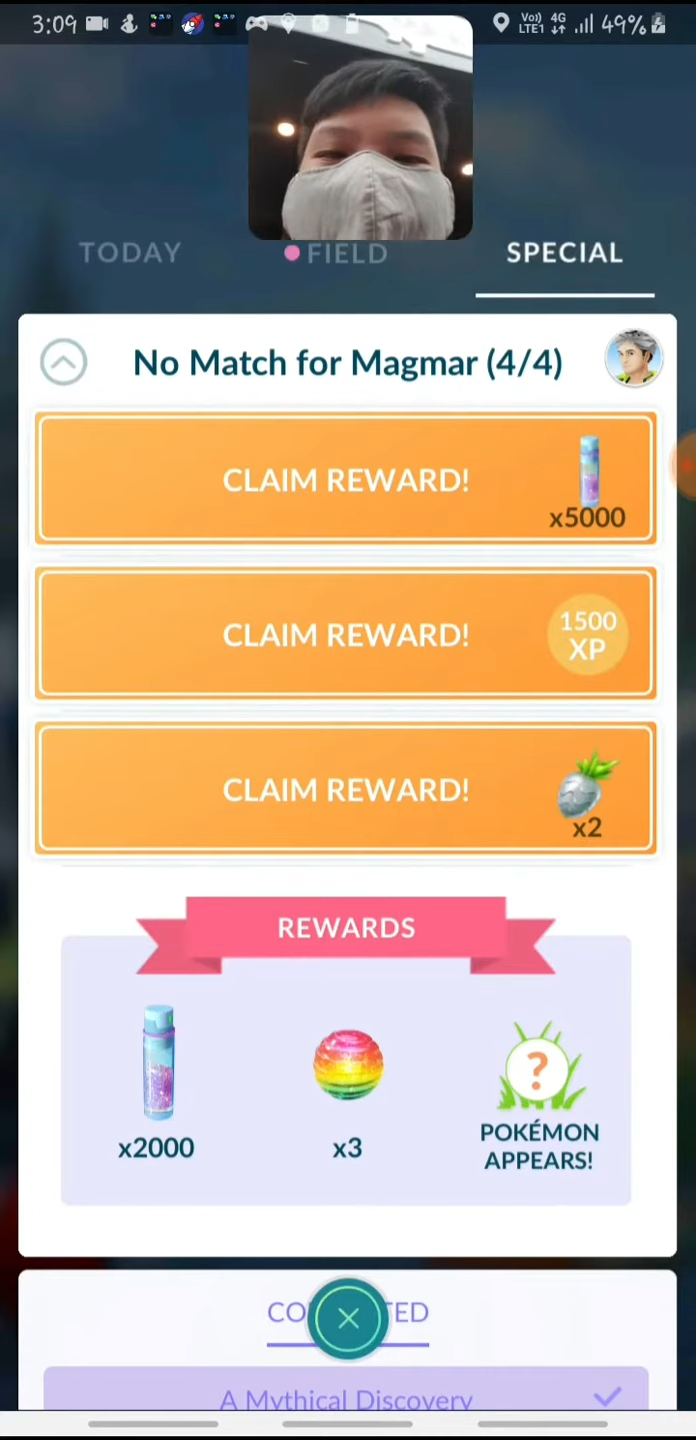 3:09
Vo)) 4G
LTE1
49%
TODAY
FIELD
SPECIAL
No Match for Magmar (4/4)
CLAIM REWARD!
x5000
CLAIM REWARD!
1500
XP
CLAIM REWARD!
x2
REWARDS
x2000
x3
?
POKÉMON
APPEARS!
A Mythical Discovery